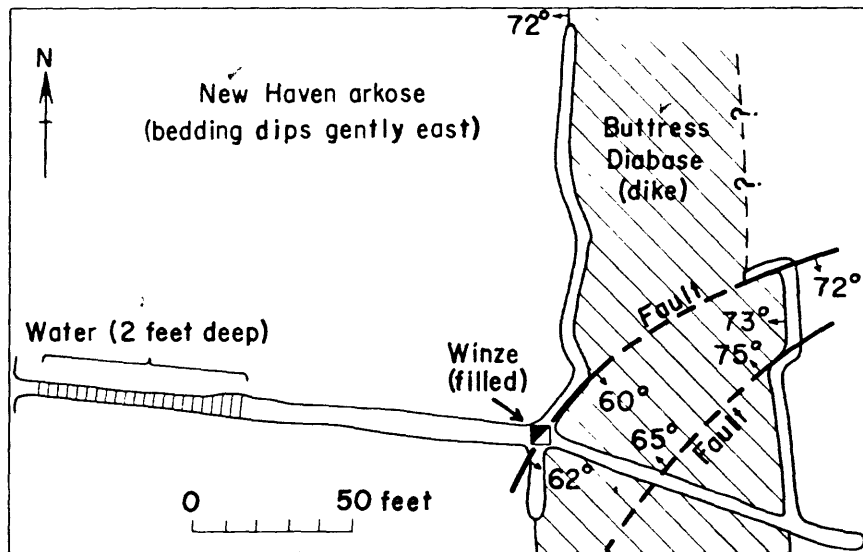 72°
N
New Haven arkose
(bedding dips gently east)
Buttress
Diabase
(dike)
?
?
Fault
72°
73°
75°
Water (2 feet deep)
Winze
(filled)
60°
65°
Fault
62°
0 50 feet